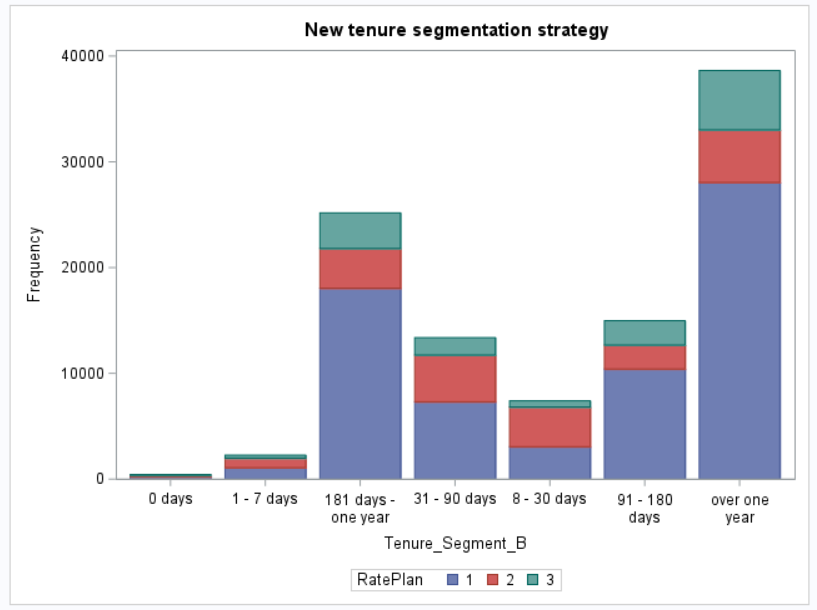 New tenure segmentation strategy
40000
30000
20000
10000
0
Frequency
0 days
1 - 7 days
181 days -
one year
31 - 90 days
8 - 30 days
91 - 180
days
over one
year
Tenure_Segment_B
RatePlan 1 2 3